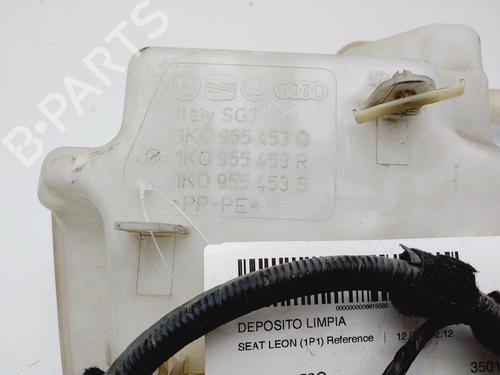 B-PARTS
Italy SG?
1K0 955 453 Q
1K0 955 453 R
1K0 955 453 S
>PP-PE<
DEPOSITO LIMPIA
SEAT LEON (1P1) Reference |